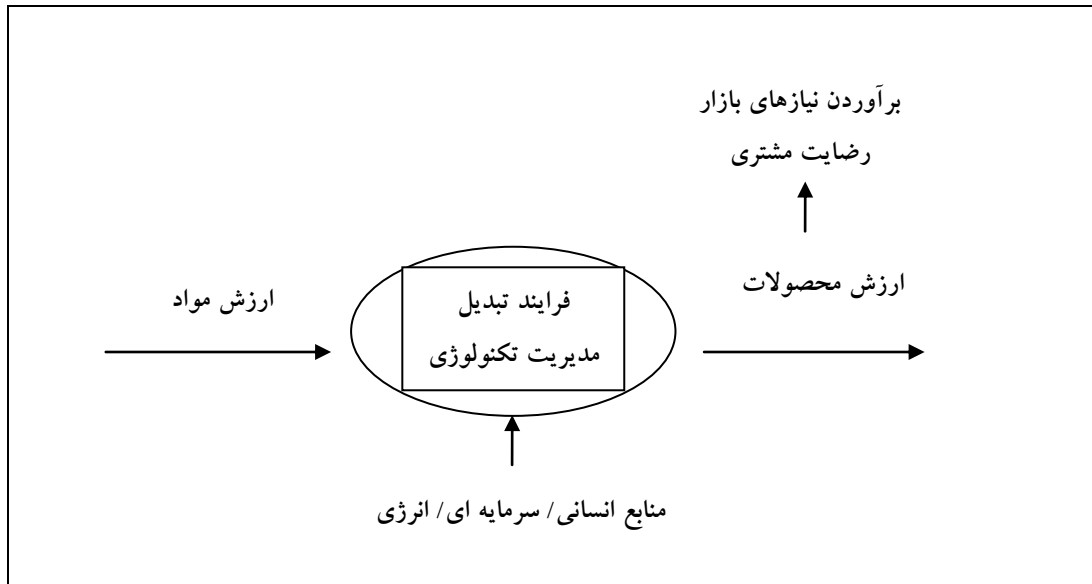 برآوردن نیازهای بازار
رضایت مشتری
ارزش محصولات
ارزش مواد
فرایند تبدیل
مدیریت تکنولوژی
منابع انسانی/ سرمایه ای/ انرژی